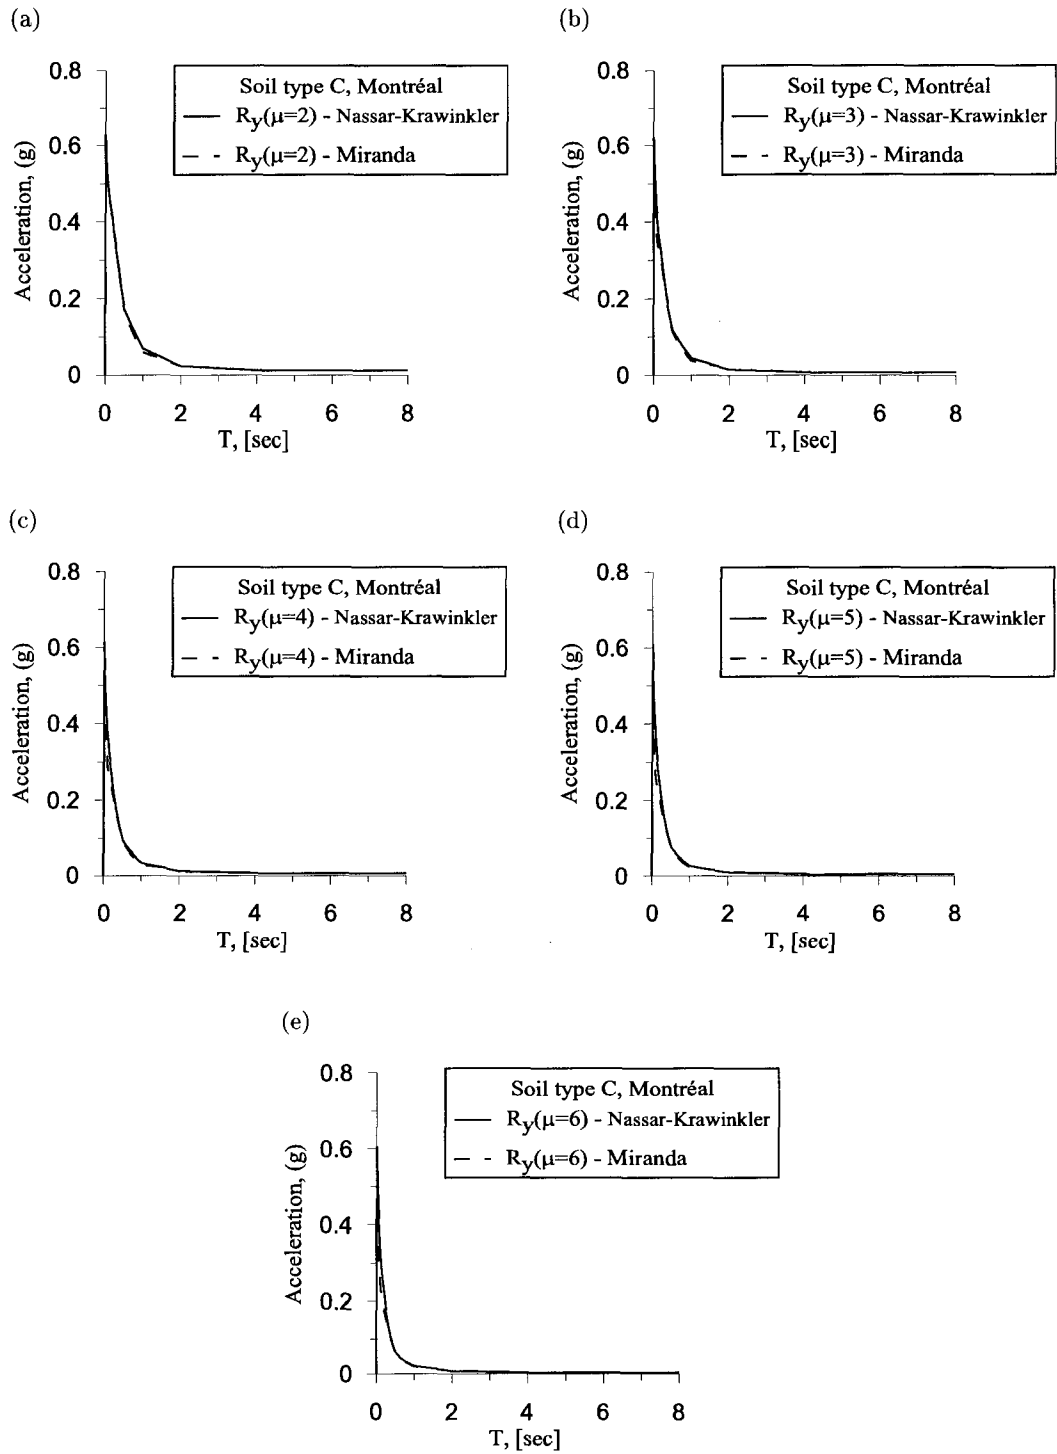 (a)
Soil type C, Montréal
Ry(μ=2) - Nassar-Krawinkler
Ry(μ=2) - Miranda
Acceleration, (g)
0.8
0.6
0.4
0.2
0
0 2 4 6 8
T, [sec]
(b)
Soil type C, Montréal
Ry(μ=3) - Nassar-Krawinkler
Ry(μ=3) - Miranda
Acceleration, (g)
0.8
0.6
0.4
0.2
0
0 2 4 6 8
T, [sec]
(c)
Soil type C, Montréal
Ry(μ=4) - Nassar-Krawinkler
Ry(μ=4) - Miranda
Acceleration, (g)
0.8
0.6
0.4
0.2
0
0 2 4 6 8
T, [sec]
(d)
Soil type C, Montréal
Ry(μ=5) - Nassar-Krawinkler
Ry(μ=5) - Miranda
Acceleration, (g)
0.8
0.6
0.4
0.2
0
0 2 4 6 8
T, [sec]
(e)
Soil type C, Montréal
Ry(μ=6) - Nassar-Krawinkler
Ry(μ=6) - Miranda
Acceleration, (g)
0.8
0.6
0.4
0.2
0
0 2 4 6 8
T, [sec]